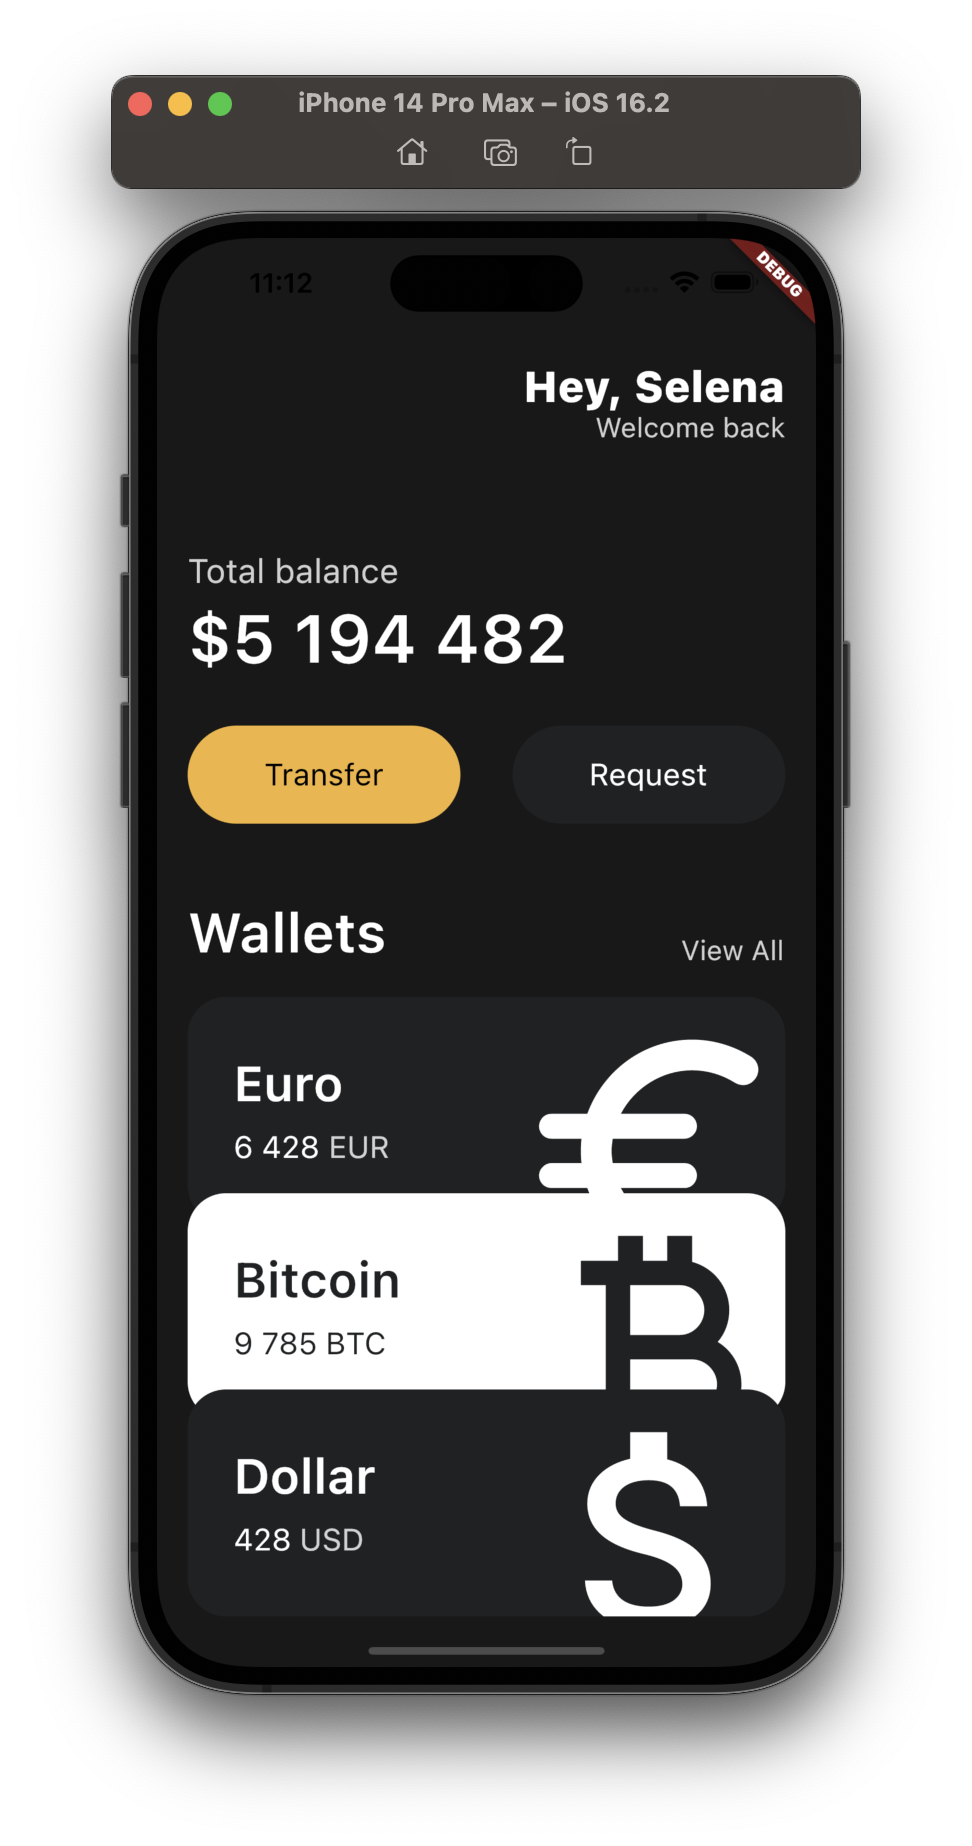 iPhone 14 Pro Max – iOS 16.2
11:12
DEBUG
Hey, Selena
Welcome back
Total balance
$5 194 482
Transfer
Request
Wallets
View All
Euro
6 428 EUR
€
Bitcoin
9 785 BTC
Dollar
428 USD
$